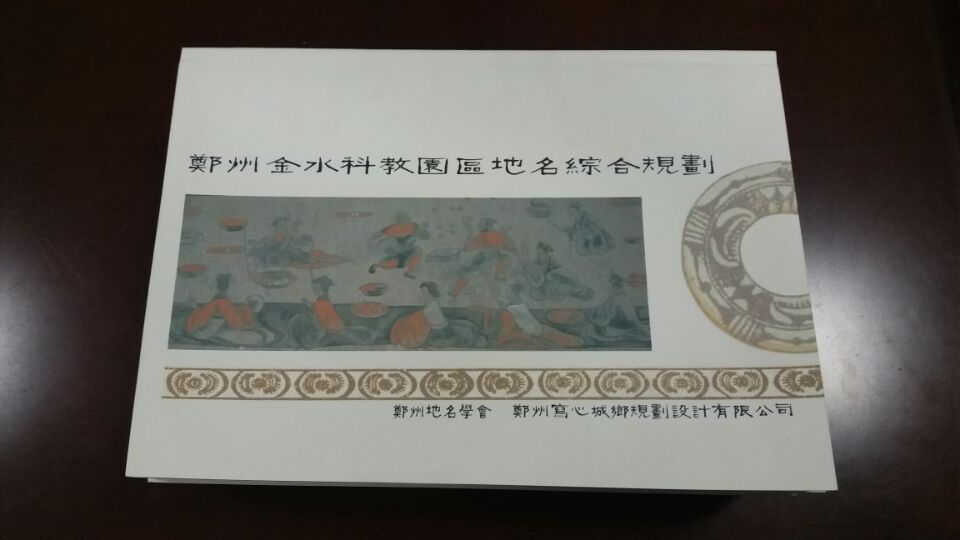 鄭州金水科教園區地名綜合規劃
鄭州地名學會 鄭州寫心城鄉規劃設計有限公司